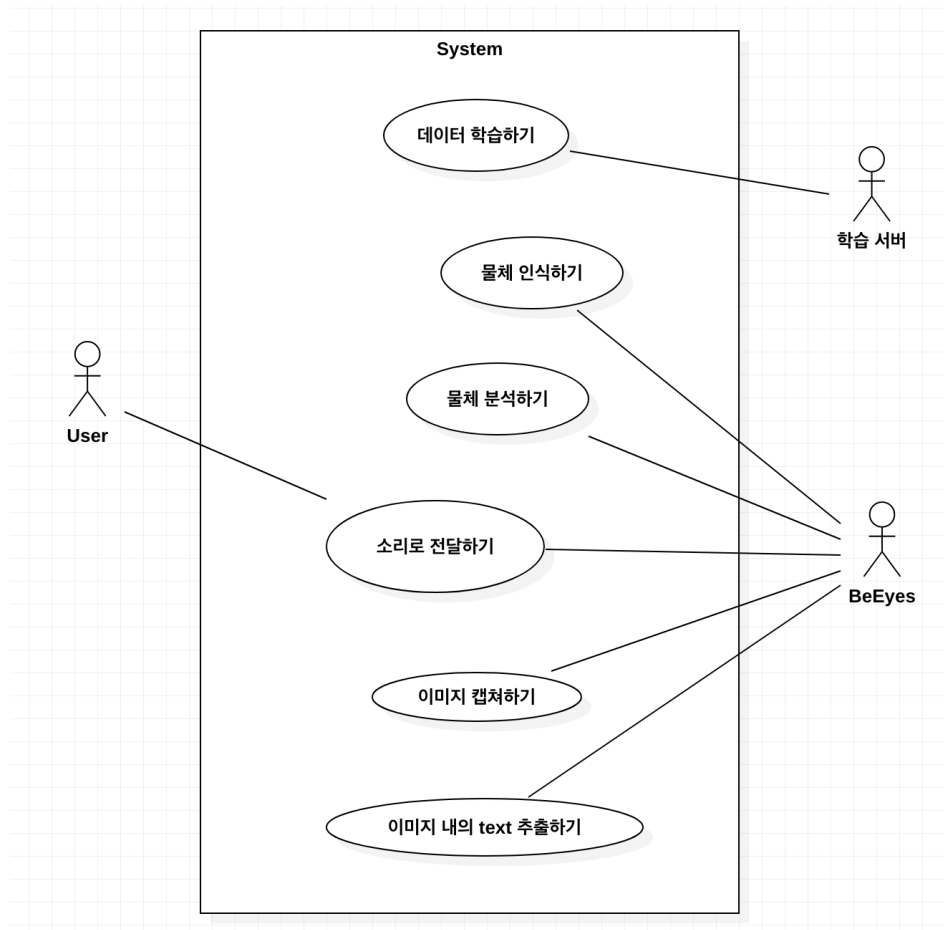 System
데이터 학습하기
학습 서버
물체 인식하기
물체 분석하기
User
소리로 전달하기
BeEyes
이미지 캡쳐하기
이미지 내의 text 추출하기